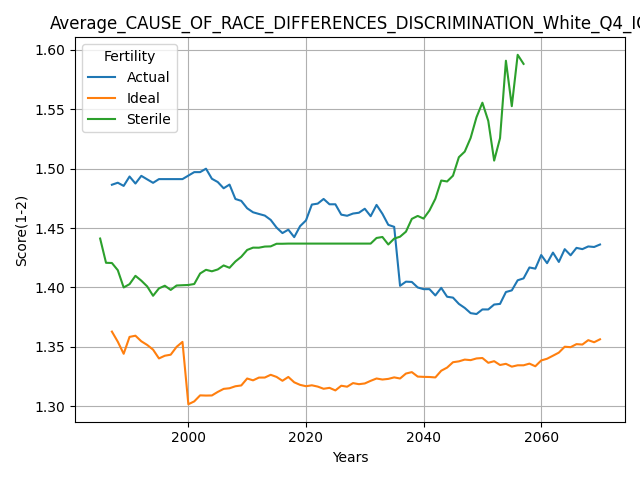 Average_CAUSE_OF_RACE_DIFFERENCES_DISCRIMINATION_White_Q4_IQ
Fertility
Actual
Ideal
Sterile
1.60
1.55
1.50
1.45
1.40
1.35
1.30
Score(1-2)
2000 2020 2040 2060
Years